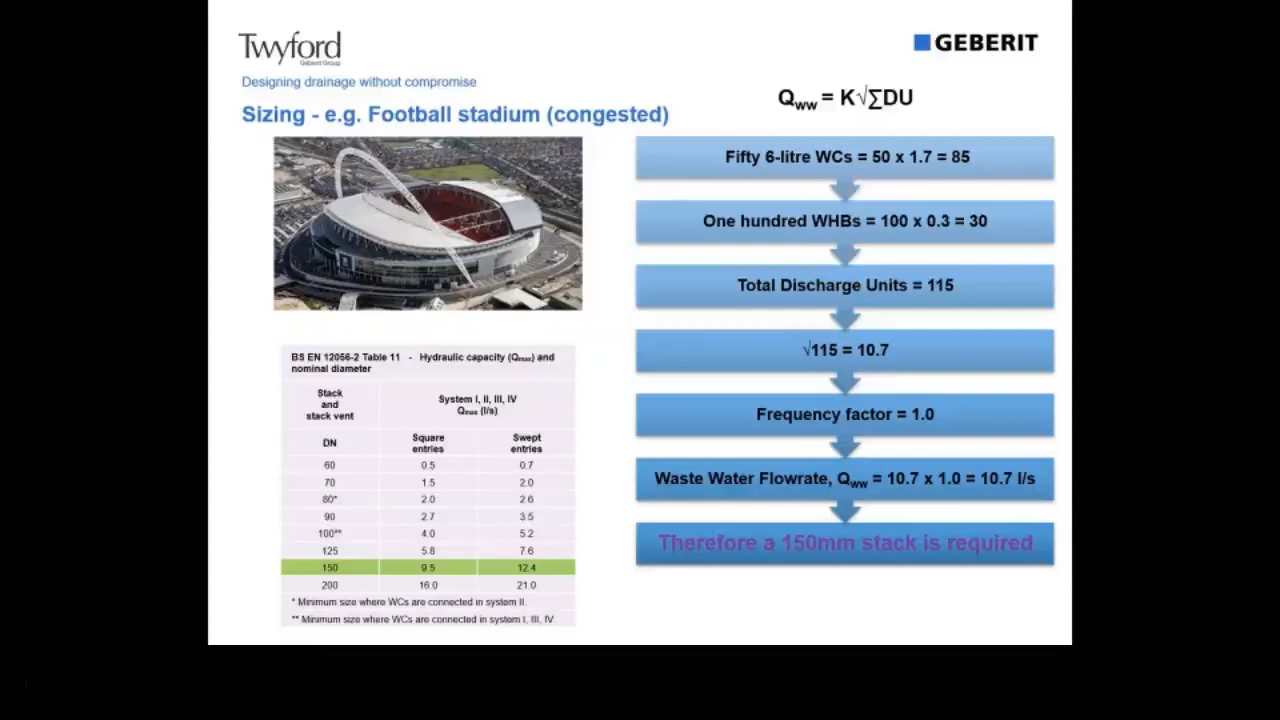 Twyford
Geberit Group
GEBERIT
Designing drainage without compromise
Sizing - e.g. Football stadium (congested)
Qww = K√∑DU
Fifty 6-litre WCs = 50 x 1.7 = 85
One hundred WHBs = 100 x 0.3 = 30
Total Discharge Units = 115
√115 = 10.7
Frequency factor = 1.0
Waste Water Flowrate, Qww = 10.7 x 1.0 = 10.7 l/s
Therefore a 150mm stack is required
BS EN 12056-2 Table 11 - Hydraulic capacity (Qmax) and
nominal diameter
Stack
and
stack vent
System I, II, III, IV
Qmax (l/s)
DN
Square
entries
Swept
entries
60 0.5 0.7
70 1.5 2.0
80* 2.0 2.6
90 2.7 3.5
100** 4.0 5.2
125 5.8 7.6
150 9.5 12.4
200 16.0 21.0
* Minimum size where WCs are connected in system II.
** Minimum size where WCs are connected in system I, III, IV.